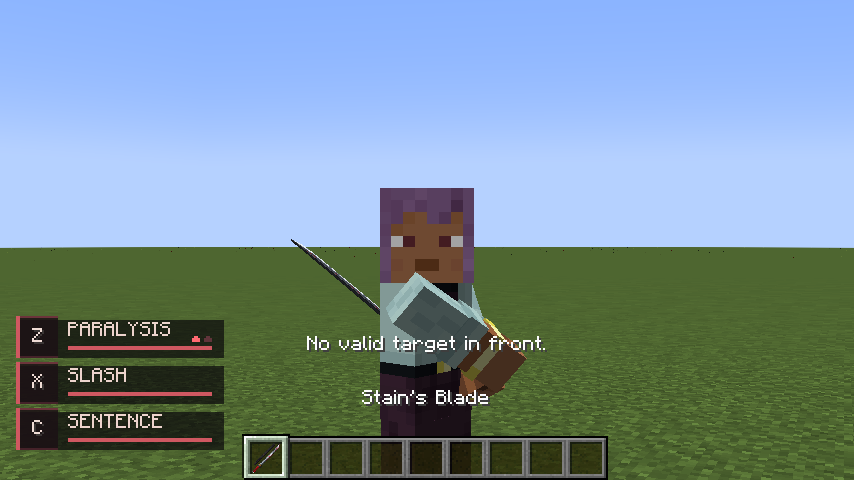 Z PARALYSIS
X SLASH
C SENTENCE
No valid target in front.
Stain's Blade